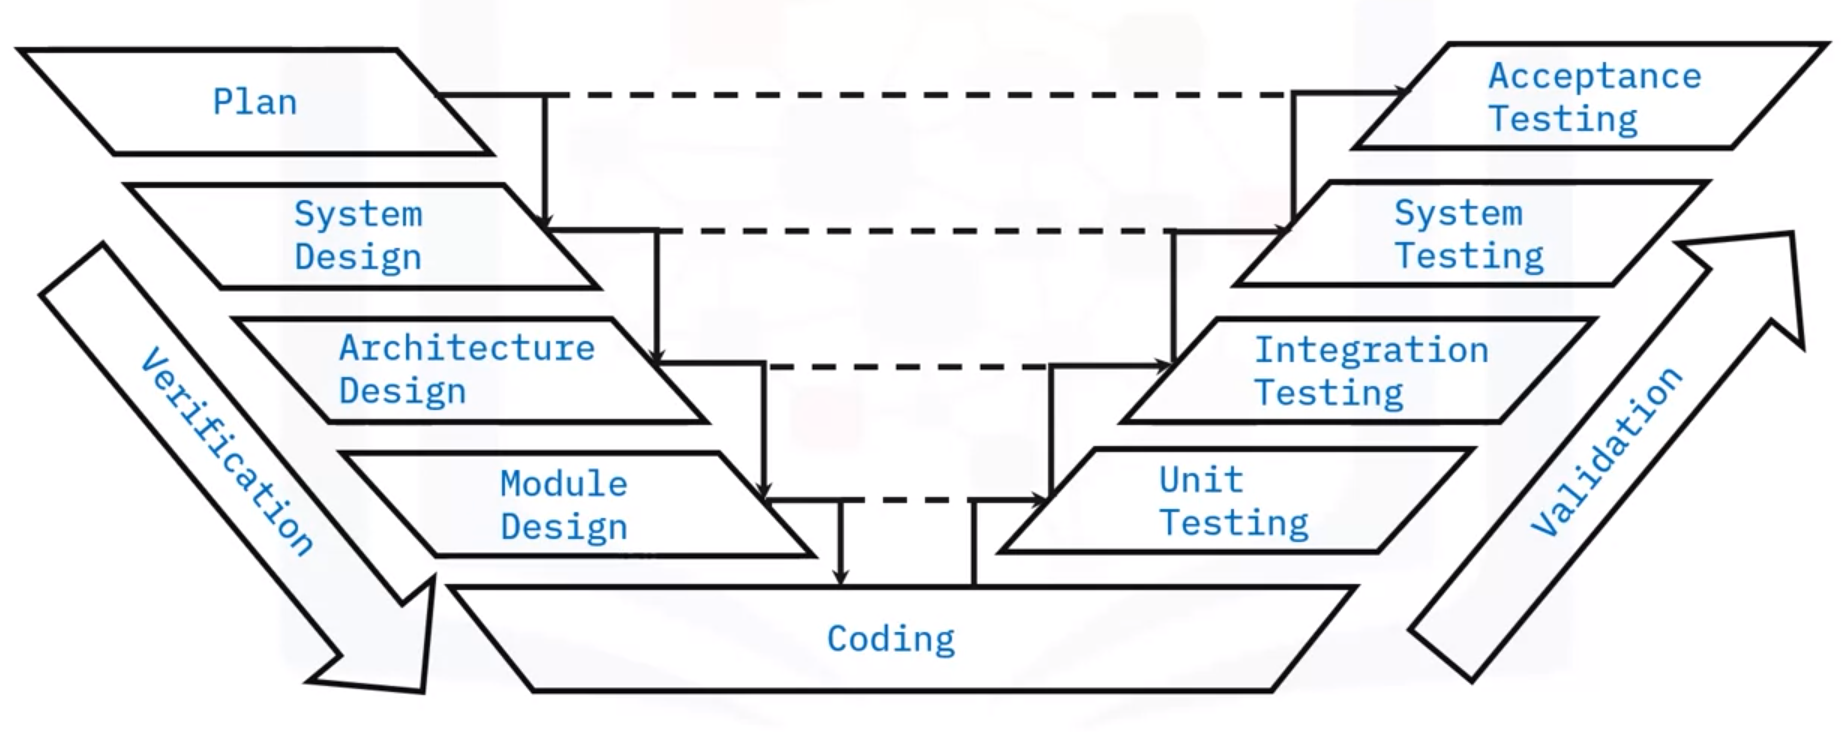 Plan
Acceptance
Testing
System
Design
System
Testing
Architecture
Design
Integration
Testing
Module
Design
Unit
Testing
Verification
Validation
Coding